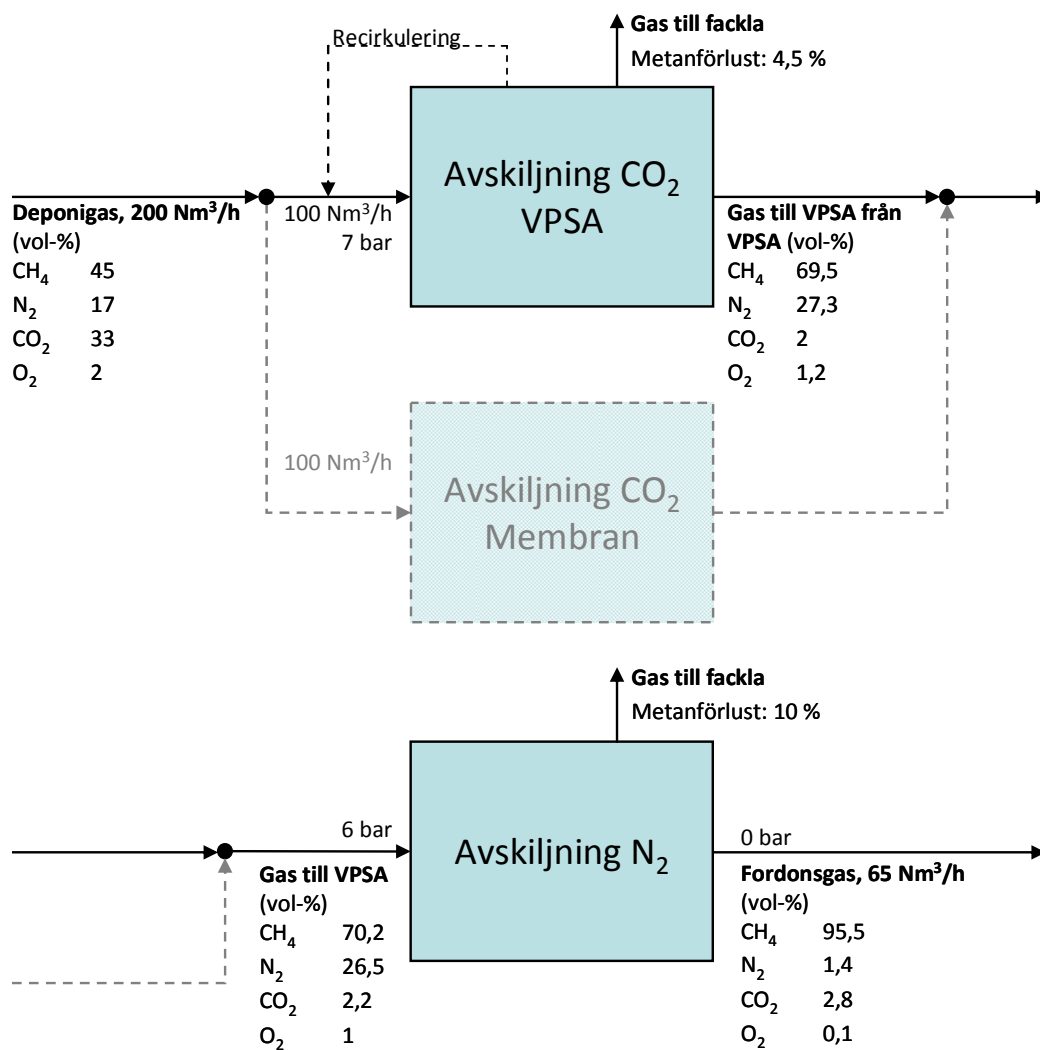 Gas till fackla
Metanförlust: 4,5 %
Recirkulering
Avskiljning CO2
VPSA
Deponigas, 200 Nm³/h
(vol-%)
CH4 45
N2 17
CO2 33
O2 2
100 Nm³/h
7 bar
Gas till VPSA från
VPSA (vol-%)
CH4 69,5
N2 27,3
CO2 2
O2 1,2
100 Nm³/h
Avskiljning CO2
Membran
Gas till fackla
Metanförlust: 10 %
6 bar
Avskiljning N2
0 bar
Gas till VPSA
(vol-%)
CH4 70,2
N2 26,5
CO2 2,2
O2 1
Fordonsgas, 65 Nm³/h
(vol-%)
CH4 95,5
N2 1,4
CO2 2,8
O2 0,1